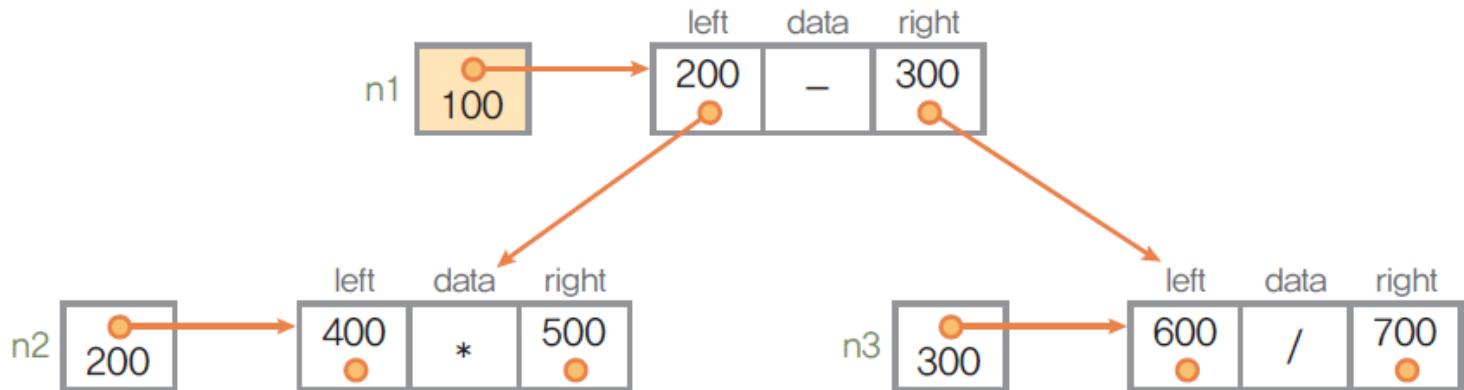 left data right
n1 100 200 − 300
left data right left data right
n2 200 400 * 500 n3 300 600 / 700